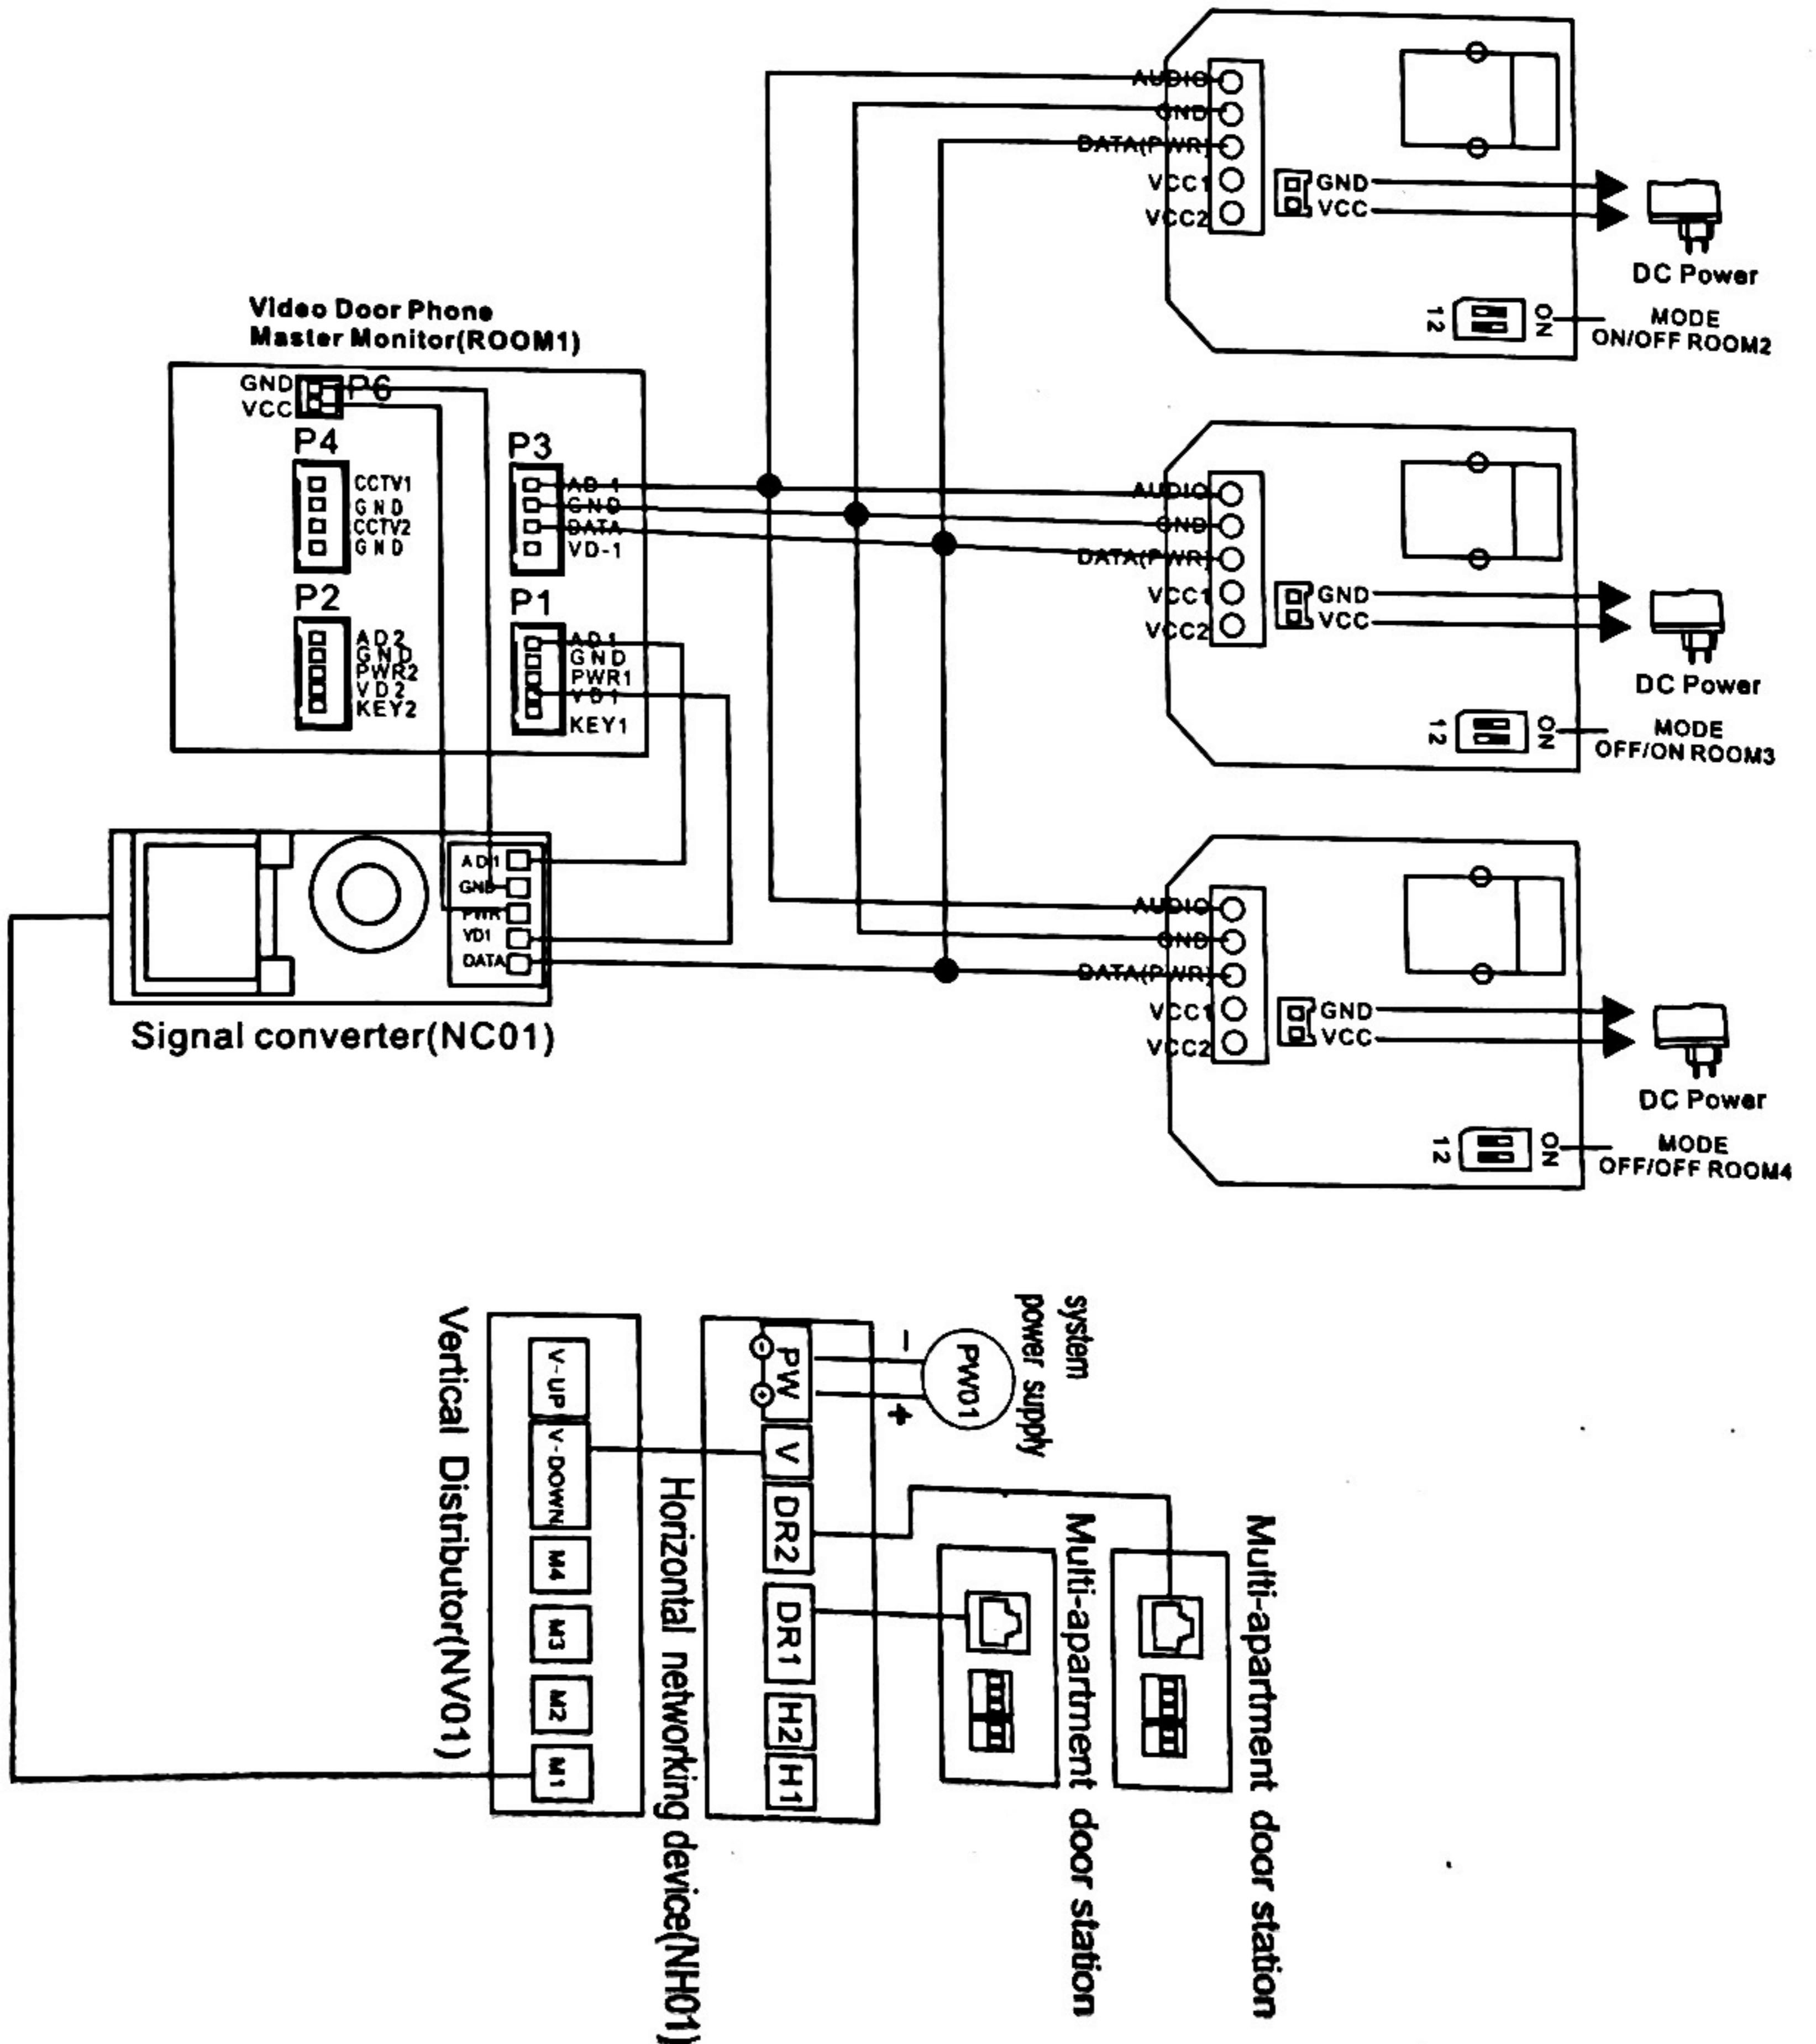 AUDIO
GND
DATA(PWR)
VCC1
VCC2
GND
VCC
DC Power
1 2
ON
MODE
ON/OFF ROOM2
Video Door Phone
Master Monitor(ROOM1)
GND
VCC
P6
P4
CCTV1
GND
CCTV2
GND
P3
AD-1
GND
DATA
VD-1
P2
AD2
GND
PWR2
VD2
KEY2
P1
AD1
GND
PWR1
VD1
KEY1
AUDIO
GND
DATA(PWR)
VCC1
VCC2
GND
VCC
DC Power
1 2
ON
MODE
OFF/ON ROOM3
AD1
GND
PWR
VD1
DATA
Signal converter(NC01)
AUDIO
GND
DATA(PWR)
VCC1
VCC2
GND
VCC
DC Power
1 2
ON
MODE
OFF/OFF ROOM4
Vertical Distributor(NV01)
V-UP
V-DOWN
M4
M3
M2
M1
Horizontal networking device(NH01)
PW
V
DR2
DR1
H2
H1
-
+
PW01
system
power supply
Multi-apartment door station
Multi-apartment door station